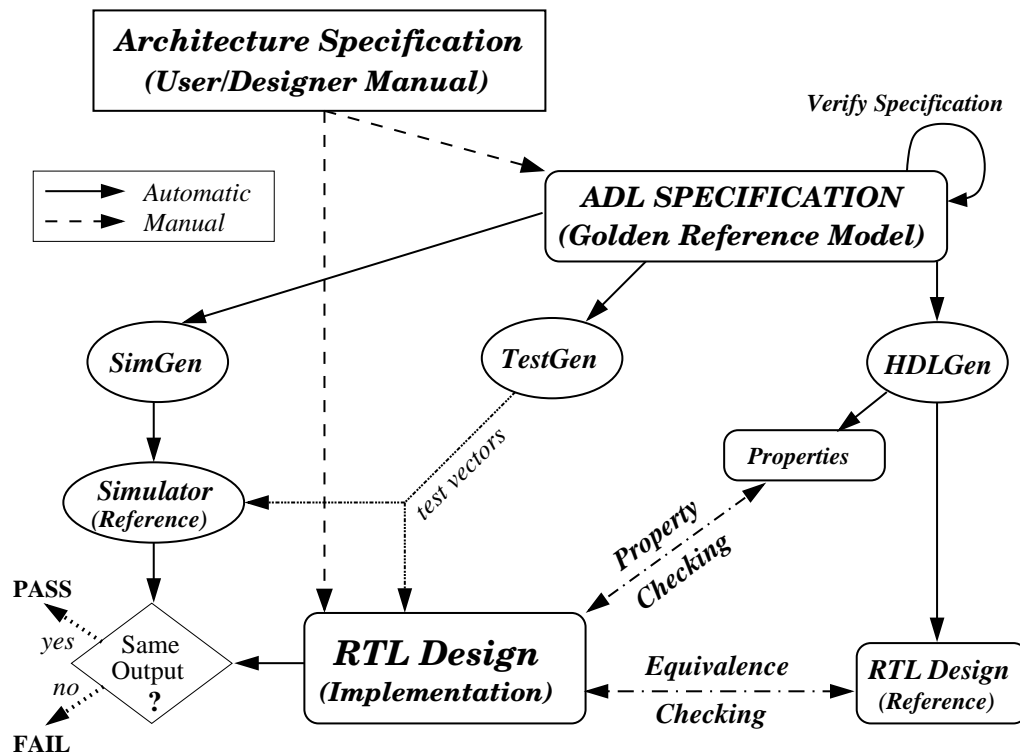 Architecture Specification
(User/Designer Manual)
Verify Specification
Automatic
Manual
ADL SPECIFICATION
(Golden Reference Model)
SimGen
TestGen
HDLGen
Properties
test vectors
Simulator
(Reference)
Property
Checking
PASS
yes
Same
Output
?
no
FAIL
RTL Design
(Implementation)
Equivalence
Checking
RTL Design
(Reference)